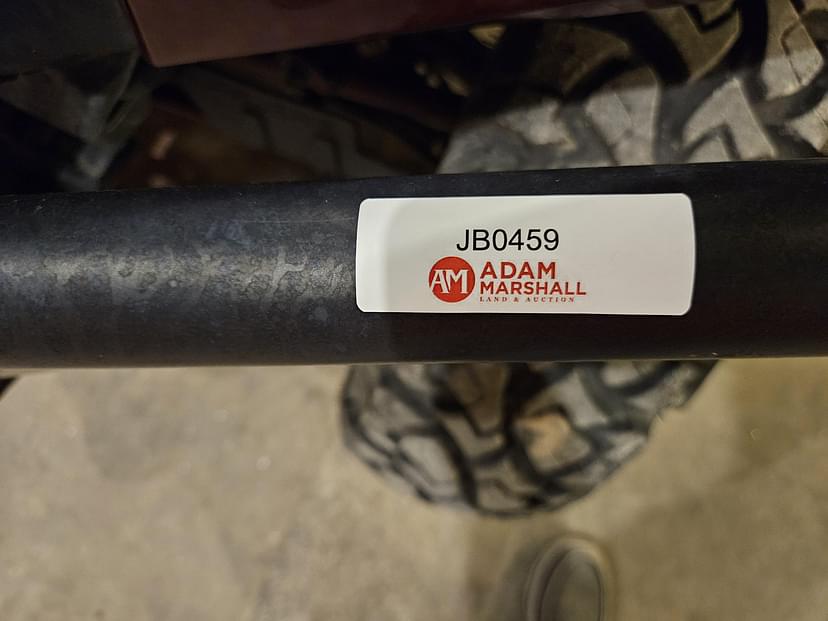 JB0459
AM
ADAM
MARSHALL
LAND & AUCTION